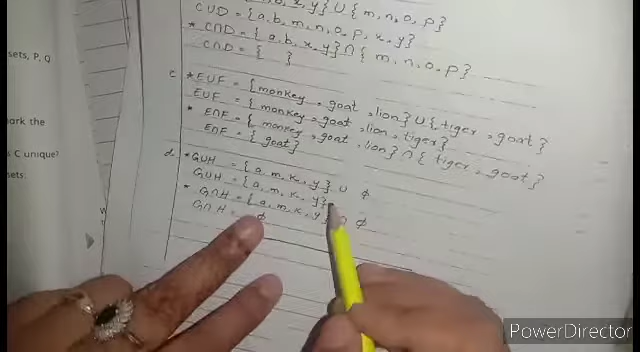 b, x, y} ∪ { m, n, o, p}
C∪D = {a, b, m, n, o, p, x, y}
* C∩D = {a, b, x, y} ∩ { m, n, o, p}
C∩D = { }
c. * E∪F = {monkey, goat, lion} ∪ {tiger, goat}
E∪F = {monkey, goat, lion, tiger}
* E∩F = {monkey, goat, lion} ∩ { tiger, goat}
E∩F = {goat}
d. * G∪H = {a, m, x, y} ∪ ϕ
G∪H = {a, m, x, y}
* G∩H = {a, m, x, y} ∩ ϕ
G∩H = ϕ
sets, P, Q
ark the
s C unique?
sets:
PowerDirector